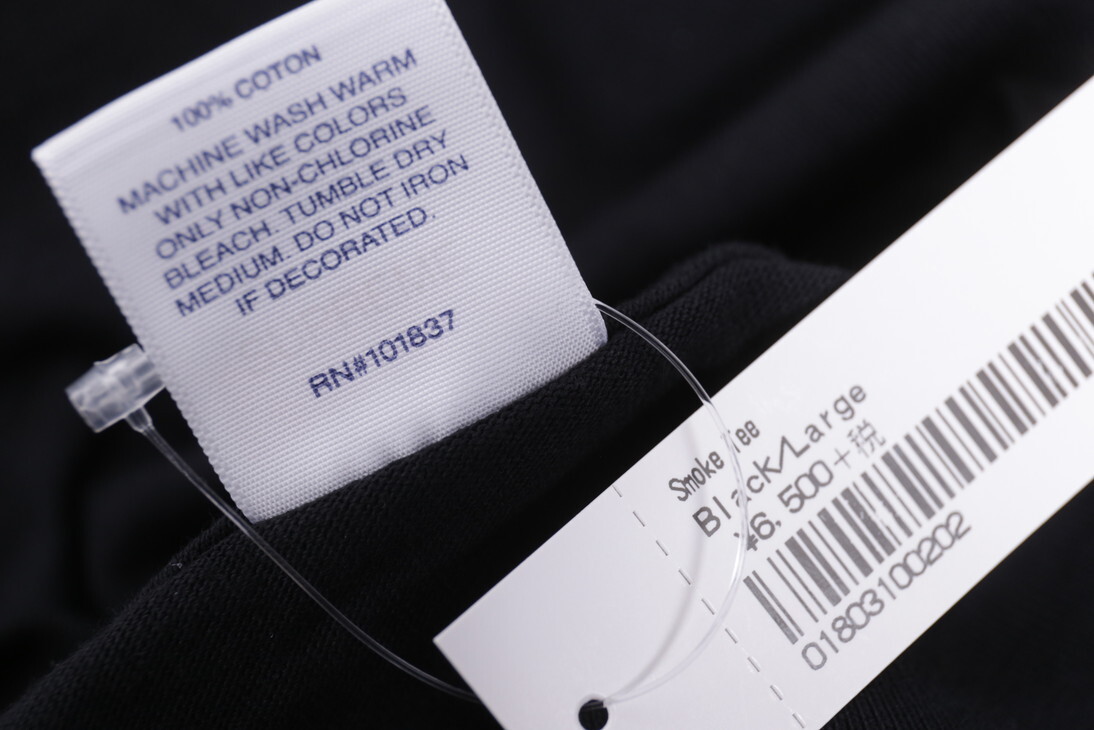 100% COTON
MACHINE WASH WARM
WITH LIKE COLORS
ONLY NON-CHLORINE
BLEACH. TUMBLE DRY
MEDIUM. DO NOT IRON
IF DECORATED.
RN#101837
Smoke Tee
Black/Large
¥6,500+税
01803100202